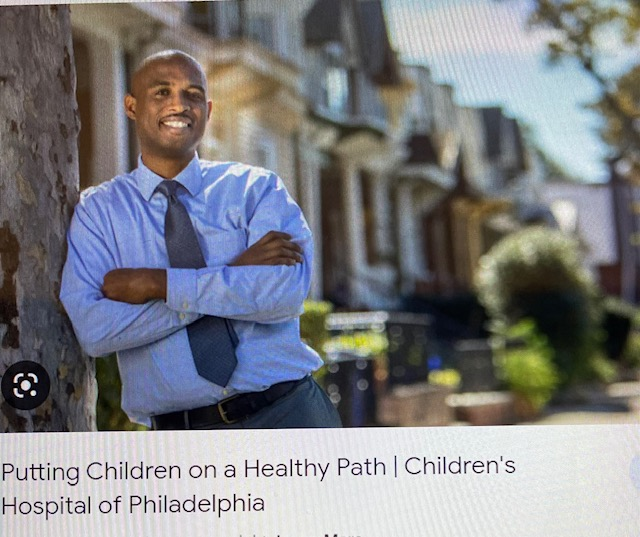 Putting Children on a Healthy Path | Children's
Hospital of Philadelphia